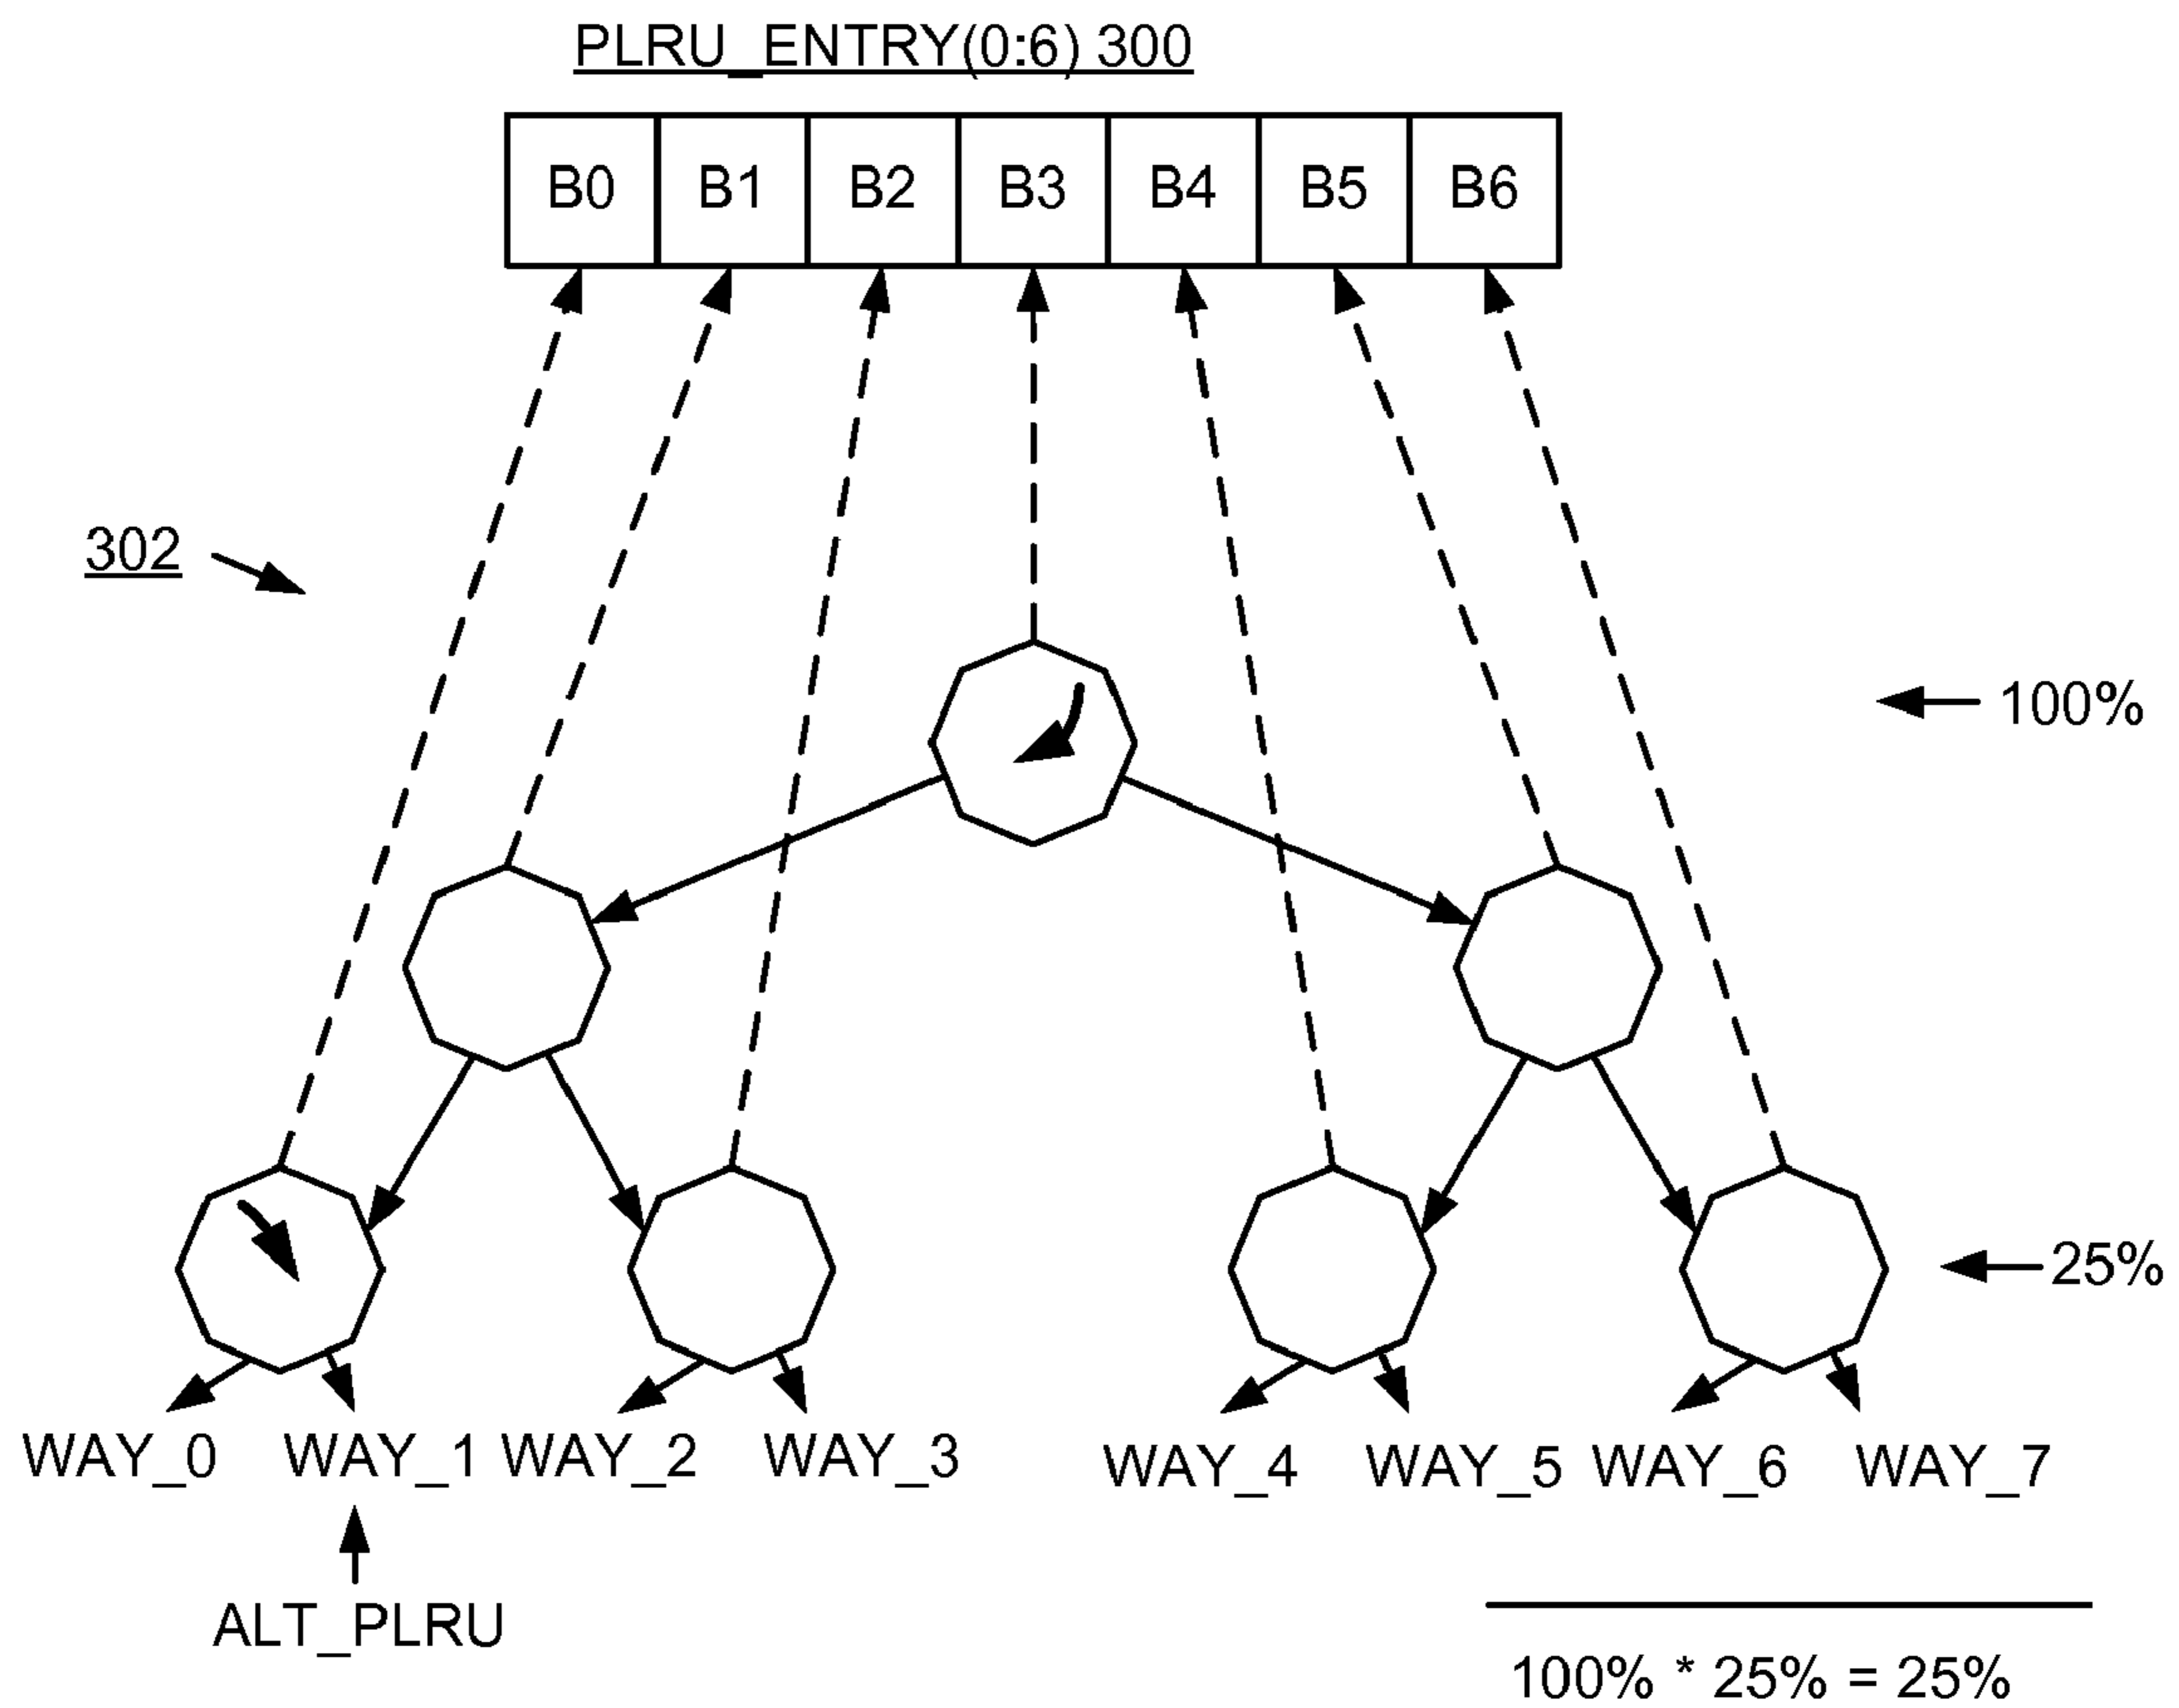 PLRU_ENTRY(0:6) 300
B0 B1 B2 B3 B4 B5 B6
302
100%
25%
WAY_0 WAY_1 WAY_2 WAY_3 WAY_4 WAY_5 WAY_6 WAY_7
ALT_PLRU
100% * 25% = 25%